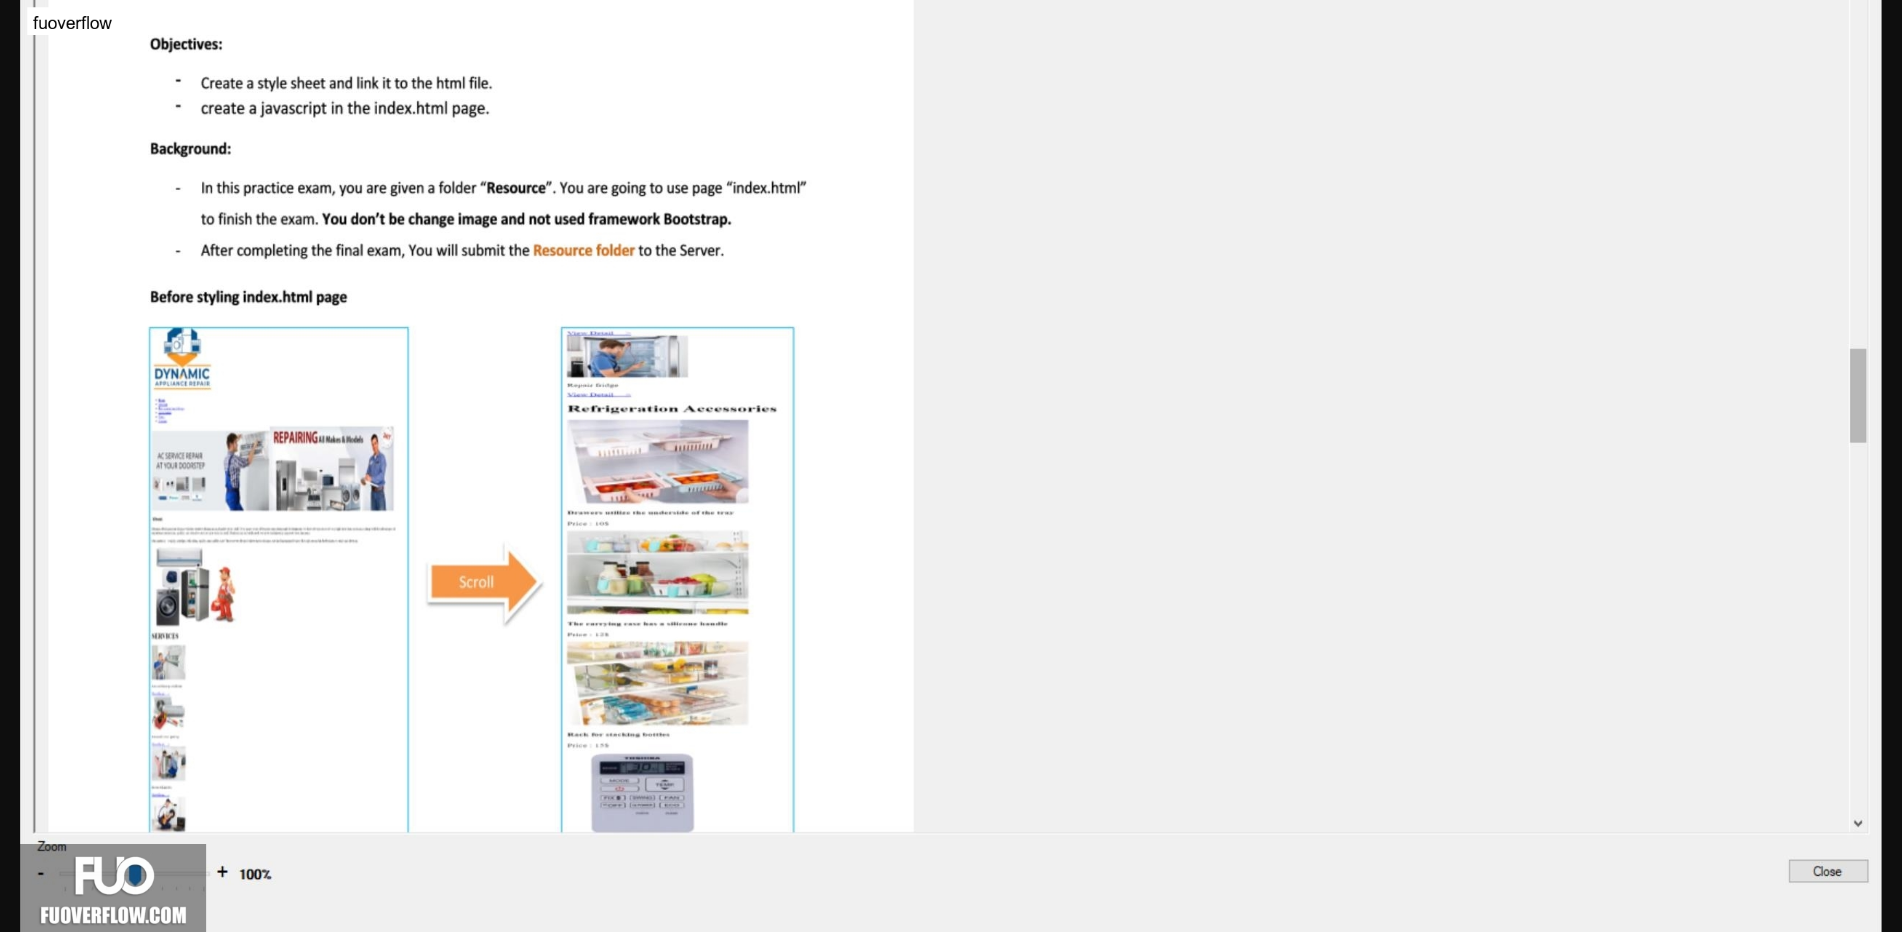 fuoverflow
Objectives:
- Create a style sheet and link it to the html file.
- create a javascript in the index.html page.
Background:
- In this practice exam, you are given a folder “Resource”. You are going to use page “index.html”
to finish the exam. You don’t be change image and not used framework Bootstrap.
- After completing the final exam, You will submit the Resource folder to the Server.
Before styling index.html page
DYNAMIC
APPLIANCE REPAIR
REPAIRING All Makes & Models
AC SERVICE REPAIR
AT YOUR DOORSTEP
SERVICES
Scroll
View Detail
Repair fridge
View Detail
Refrigeration Accessories
Drawers utilize the underside of the tray
Price : 10$
The carrying case has a silicone handle
Price : 12$
Rack for stacking bottles
Price : 15$
TOSHIBA
Zoom
- + 100%
Close
FUO
FUOVERFLOW.COM